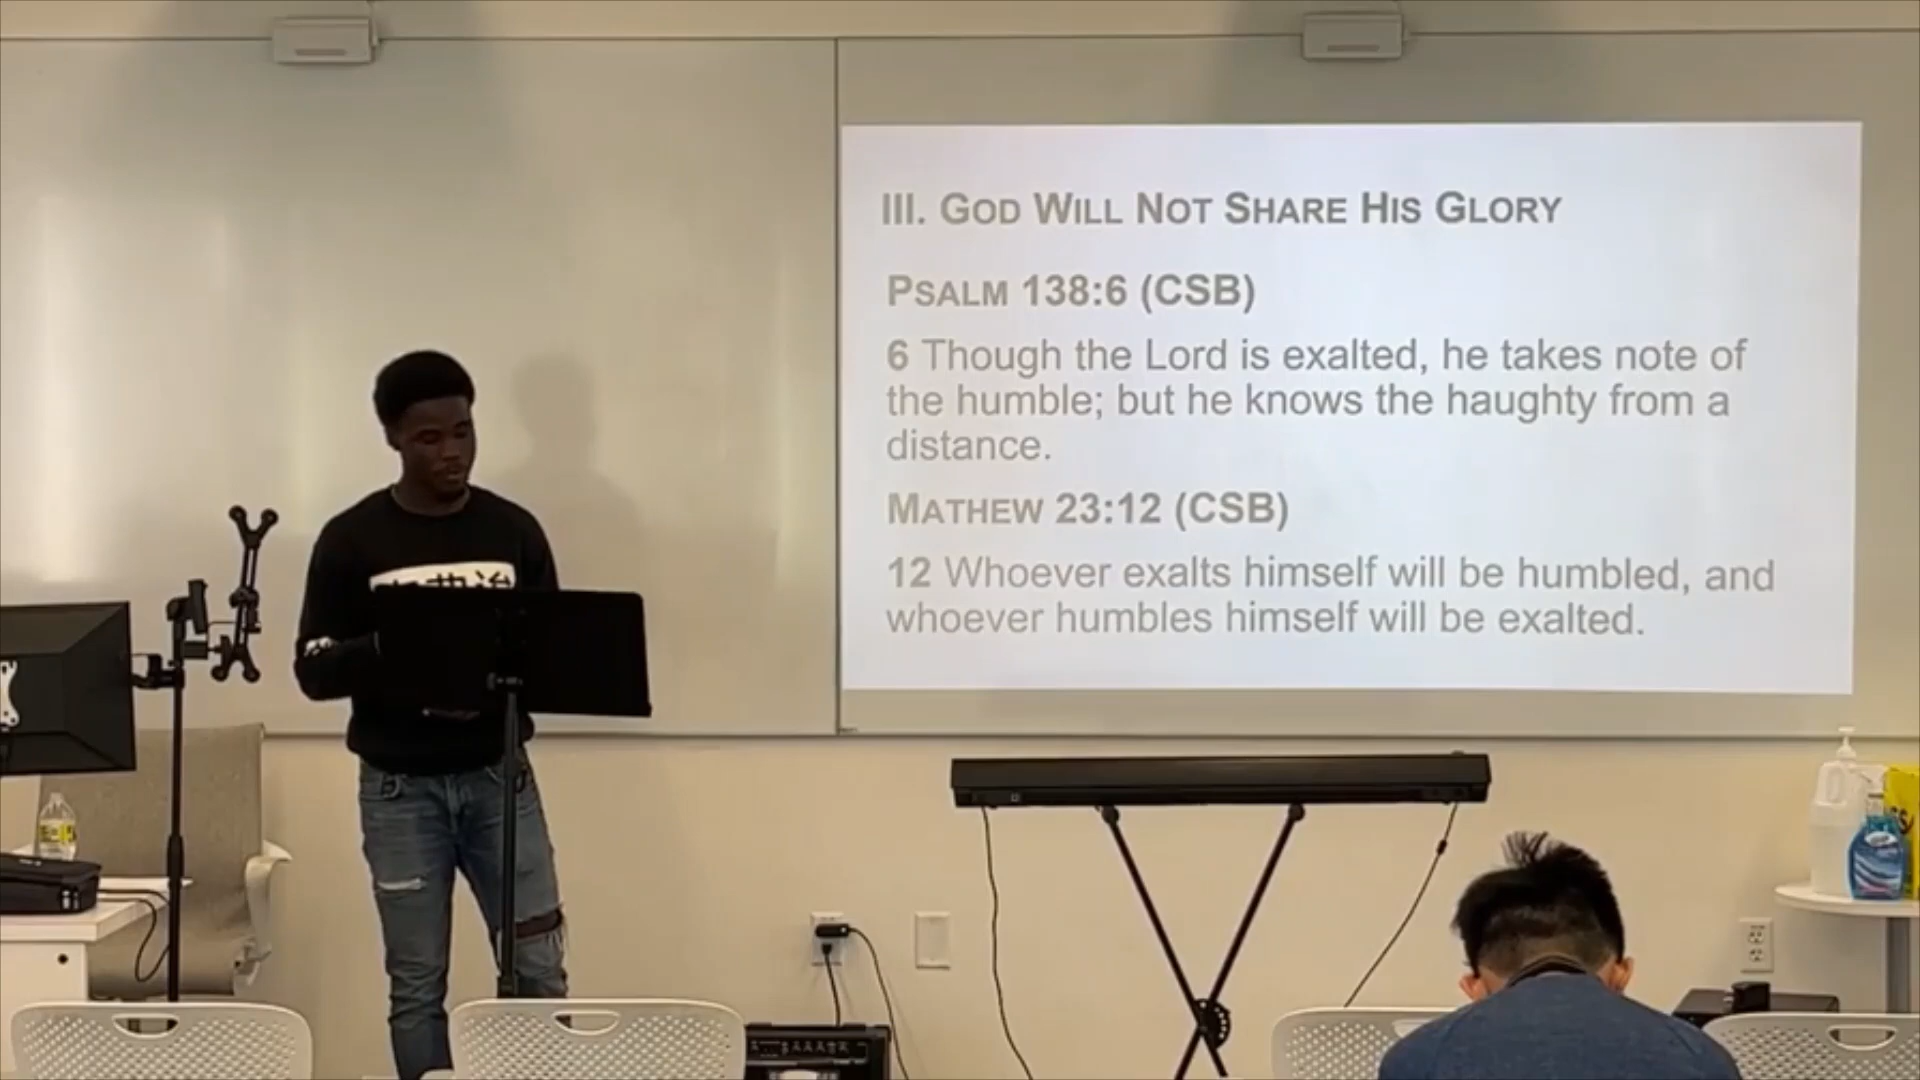 III. GOD WILL NOT SHARE HIS GLORY
PSALM 138:6 (CSB)
6 Though the Lord is exalted, he takes note of
the humble; but he knows the haughty from a
distance.
MATHEW 23:12 (CSB)
12 Whoever exalts himself will be humbled, and
whoever humbles himself will be exalted.